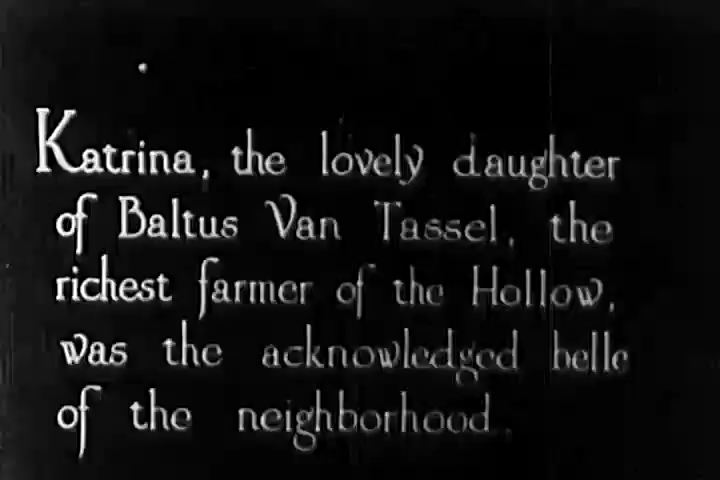 Katrina, the lovely daughter
of Baltus Van Tassel, the
richest farmer of the Hollow,
was the acknowledged belle
of the neighborhood.